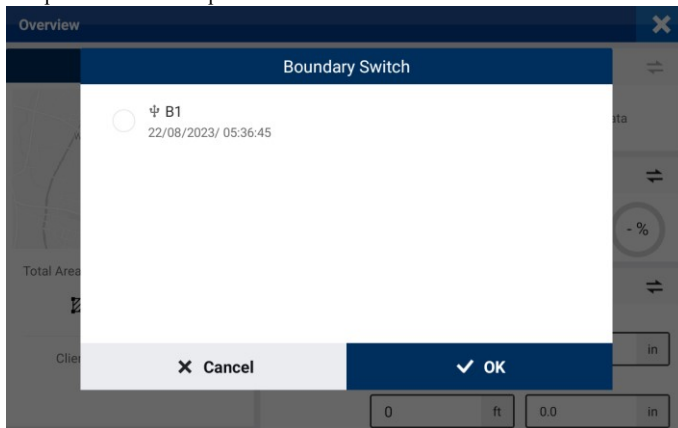 Overview
Boundary Switch
B1
22/08/2023/ 05:36:45
ata
- %
Total Area
Clien
in
Cancel
OK
0 ft 0.0 in